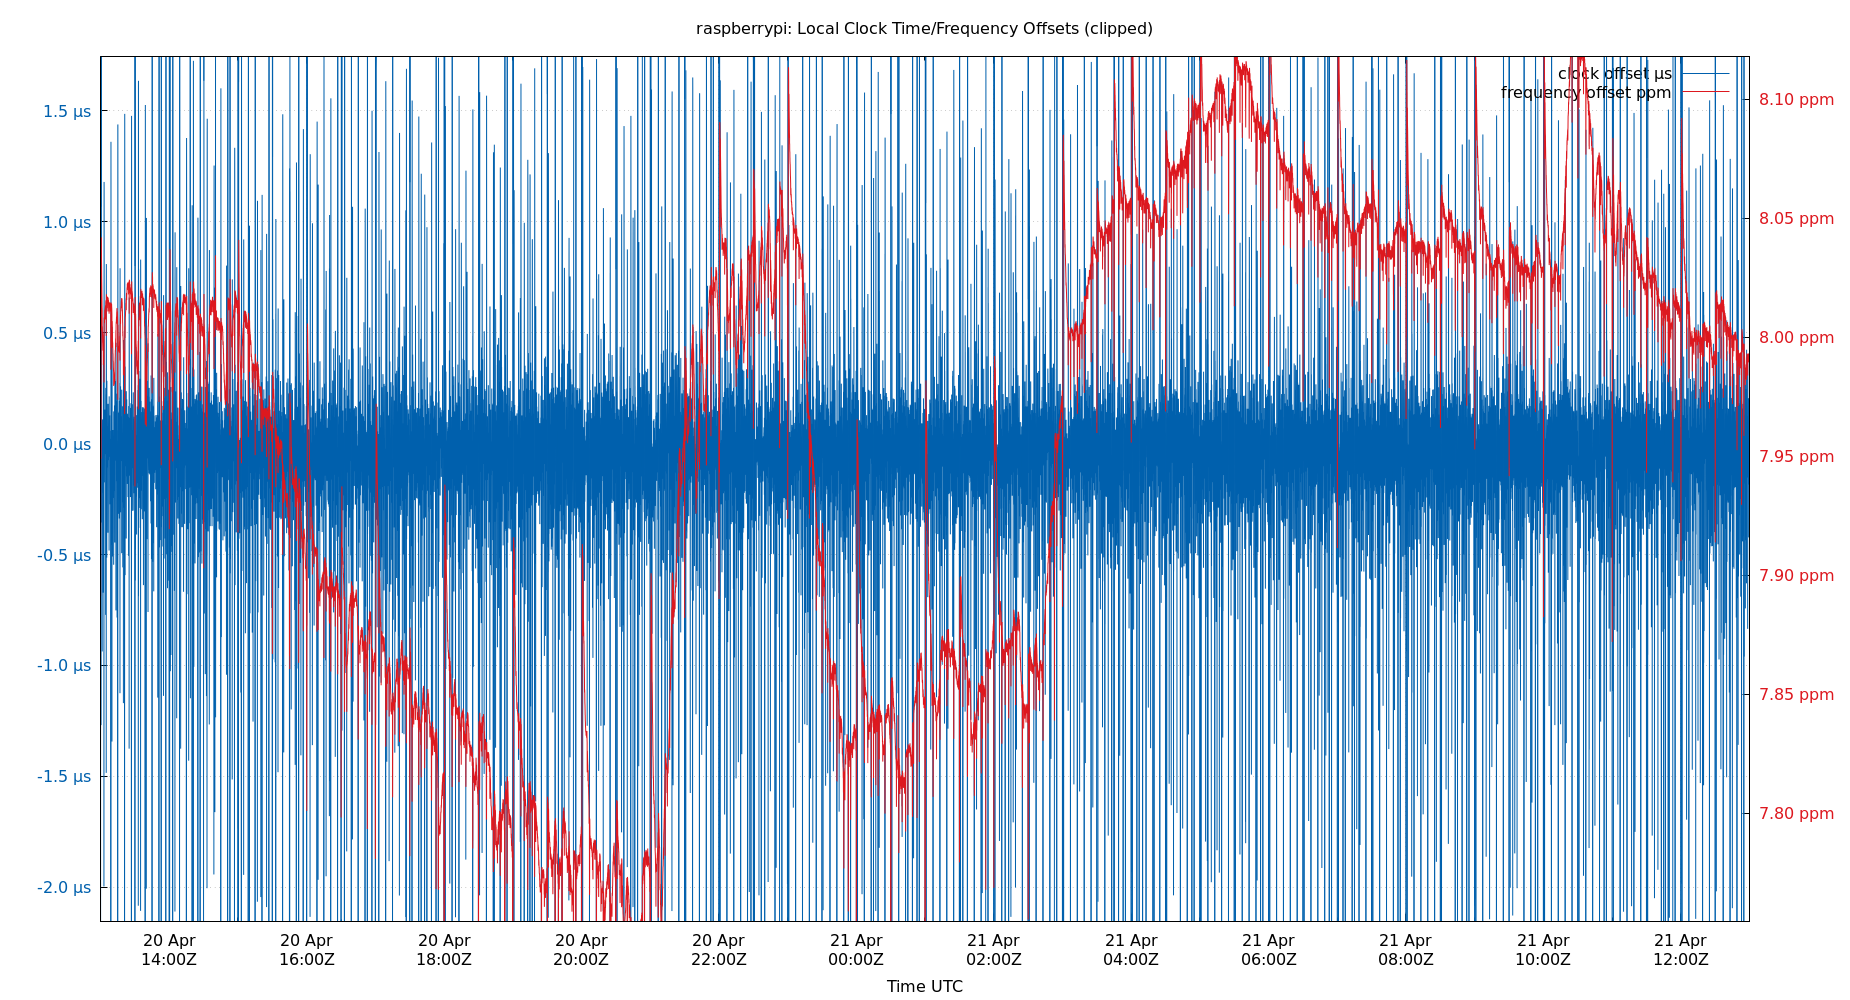 raspberrypi: Local Clock Time/Frequency Offsets (clipped)
clock offset µs
frequency offset ppm
1.5 µs
1.0 µs
0.5 µs
0.0 µs
-0.5 µs
-1.0 µs
-1.5 µs
-2.0 µs
8.10 ppm
8.05 ppm
8.00 ppm
7.95 ppm
7.90 ppm
7.85 ppm
7.80 ppm
20 Apr 20 Apr 20 Apr 20 Apr 20 Apr 21 Apr 21 Apr 21 Apr 21 Apr 21 Apr 21 Apr 21 Apr
14:00Z 16:00Z 18:00Z 20:00Z 22:00Z 00:00Z 02:00Z 04:00Z 06:00Z 08:00Z 10:00Z 12:00Z
Time UTC